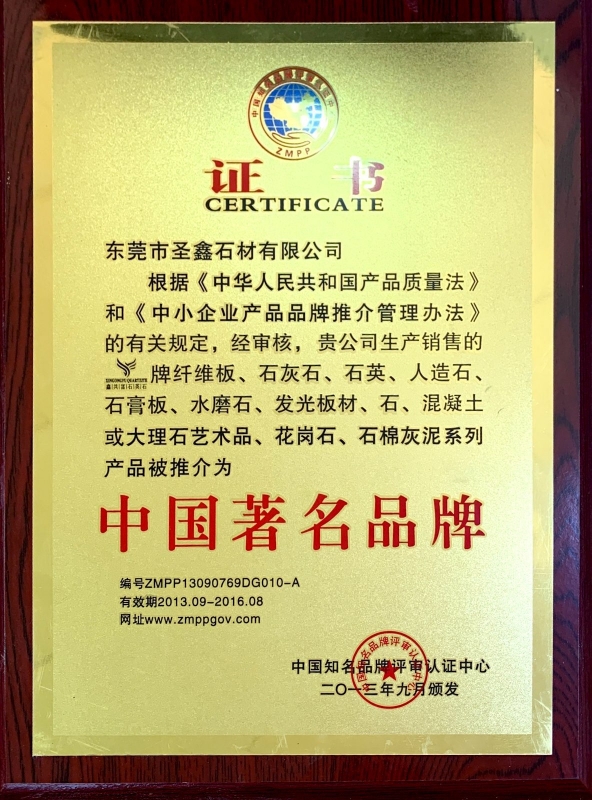 ZMPP
证 书
CERTIFICATE
东莞市圣鑫石材有限公司
根据《中华人民共和国产品质量法》
和《中小企业产品品牌推介管理办法》
的有关规定，经审核，贵公司生产销售的
牌纤维板、石灰石、石英、人造石、
石膏板、水磨石、发光板材、石、混凝土
或大理石艺术品、花岗石、石棉灰泥系列
产品被推介为
中国著名品牌
编号ZMPP13090769DG010-A
有效期2013.09-2016.08
网址www.zmppgov.com
中国知名品牌评审认证中心
二〇一三年九月颁发